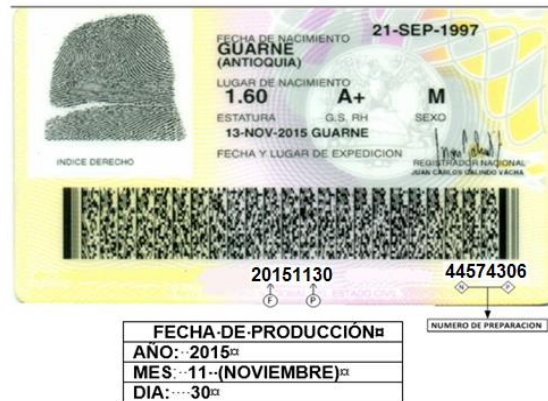 21-SEP-1997
FECHA DE NACIMIENTO
GUARNE
(ANTIOQUIA)
LUGAR DE NACIMIENTO
1.60 A+ M
ESTATURA G.S. RH SEXO
13-NOV-2015 GUARNE
FECHA Y LUGAR DE EXPEDICION
INDICE DERECHO
REGISTRADOR NACIONAL
JUAN CARLOS GALINDO VÁCHA
20151130 44574306
F P N P
NUMERO DE PREPARACION
FECHA·DE·PRODUCCIÓN¤
AÑO:··2015¤
MES:··11··(NOVIEMBRE)¤
DIA:····30¤